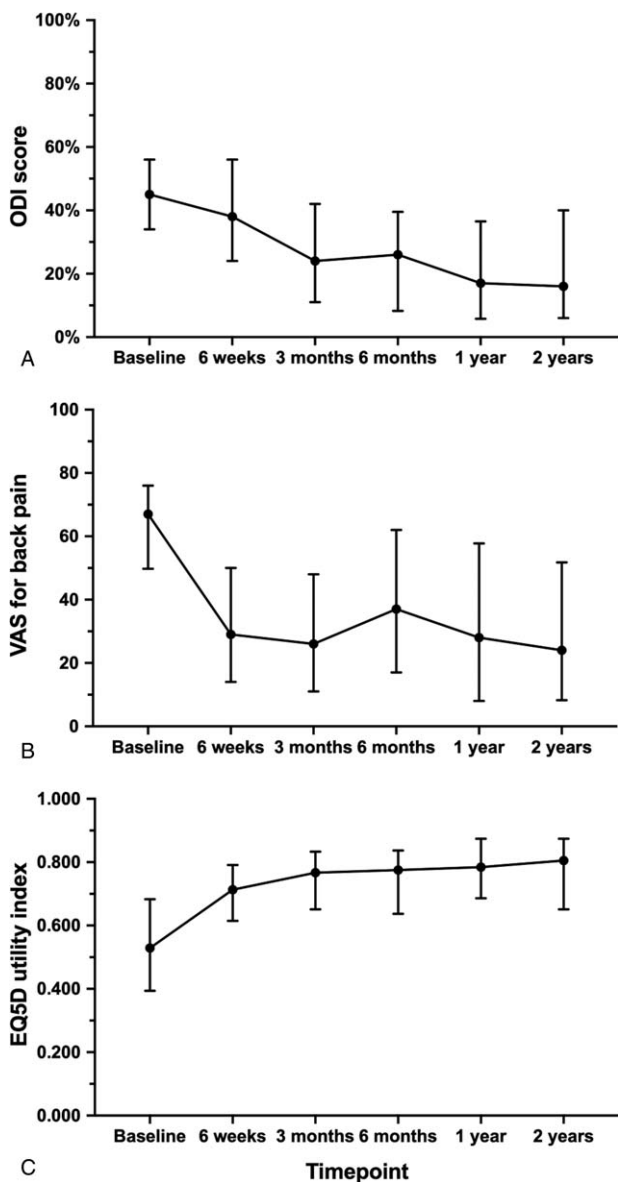 100%
80%
60%
40%
20%
0%
ODI score
A
Baseline 6 weeks 3 months 6 months 1 year 2 years
100
80
60
40
20
0
VAS for back pain
B
Baseline 6 weeks 3 months 6 months 1 year 2 years
1.000
0.800
0.600
0.400
0.200
0.000
EQ5D utility index
C
Baseline 6 weeks 3 months 6 months 1 year 2 years
Timepoint